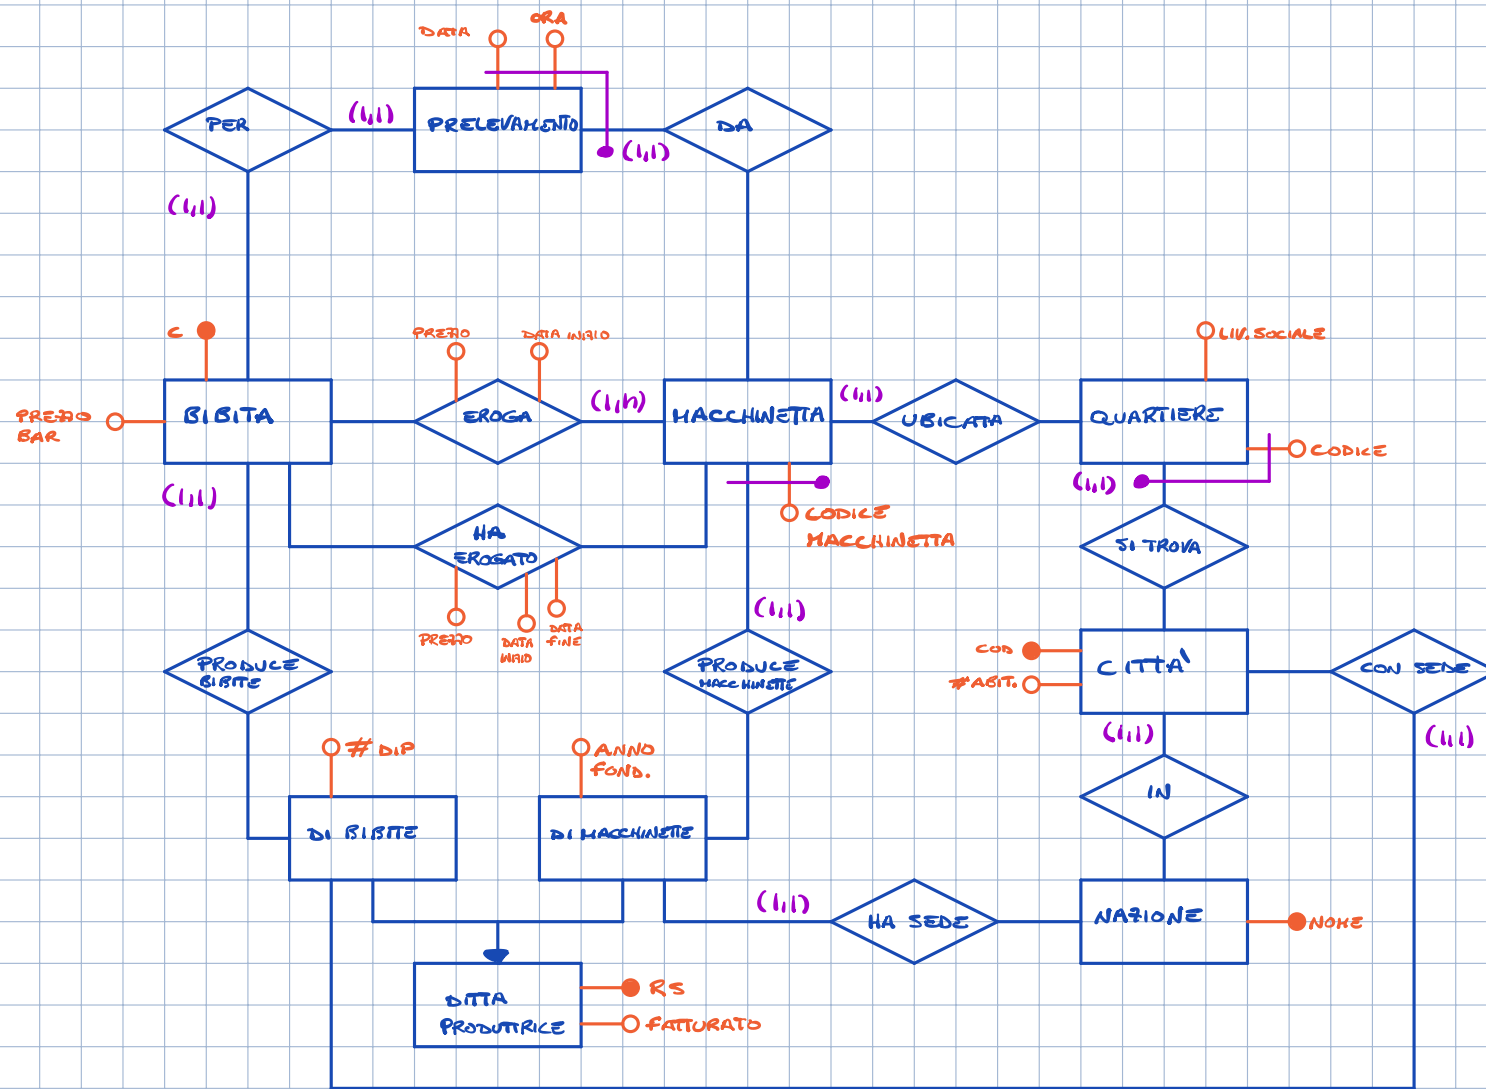 ORA
DATA
PER
(1,1)
PRELEVAMENTO
DA
(1,1)
(1,1)
C
PREZZO
DATA INIZIO
LIV. SOCIALE
PREZZO
BAR
BIBITA
EROGA
(1,n)
MACCHINETTA
(1,1)
UBICATA
QUARTIERE
CODICE
(1,1)
(1,1)
CODICE
MACCHINETTA
HA
EROGATO
SI TROVA
PREZZO
DATA
INIZIO
DATA
FINE
(1,1)
PRODUCE
BIBITE
PRODUCE
MACCHINETTE
COD
# ABIT.
CITTA'
CON SEDE
(1,1)
(1,1)
# DIP
ANNO
FOND.
IN
DI BIBITE
DI MACCHINETTE
(1,1)
HA SEDE
NAZIONE
NOME
DITTA
PRODUTTRICE
RS
FATTURATO